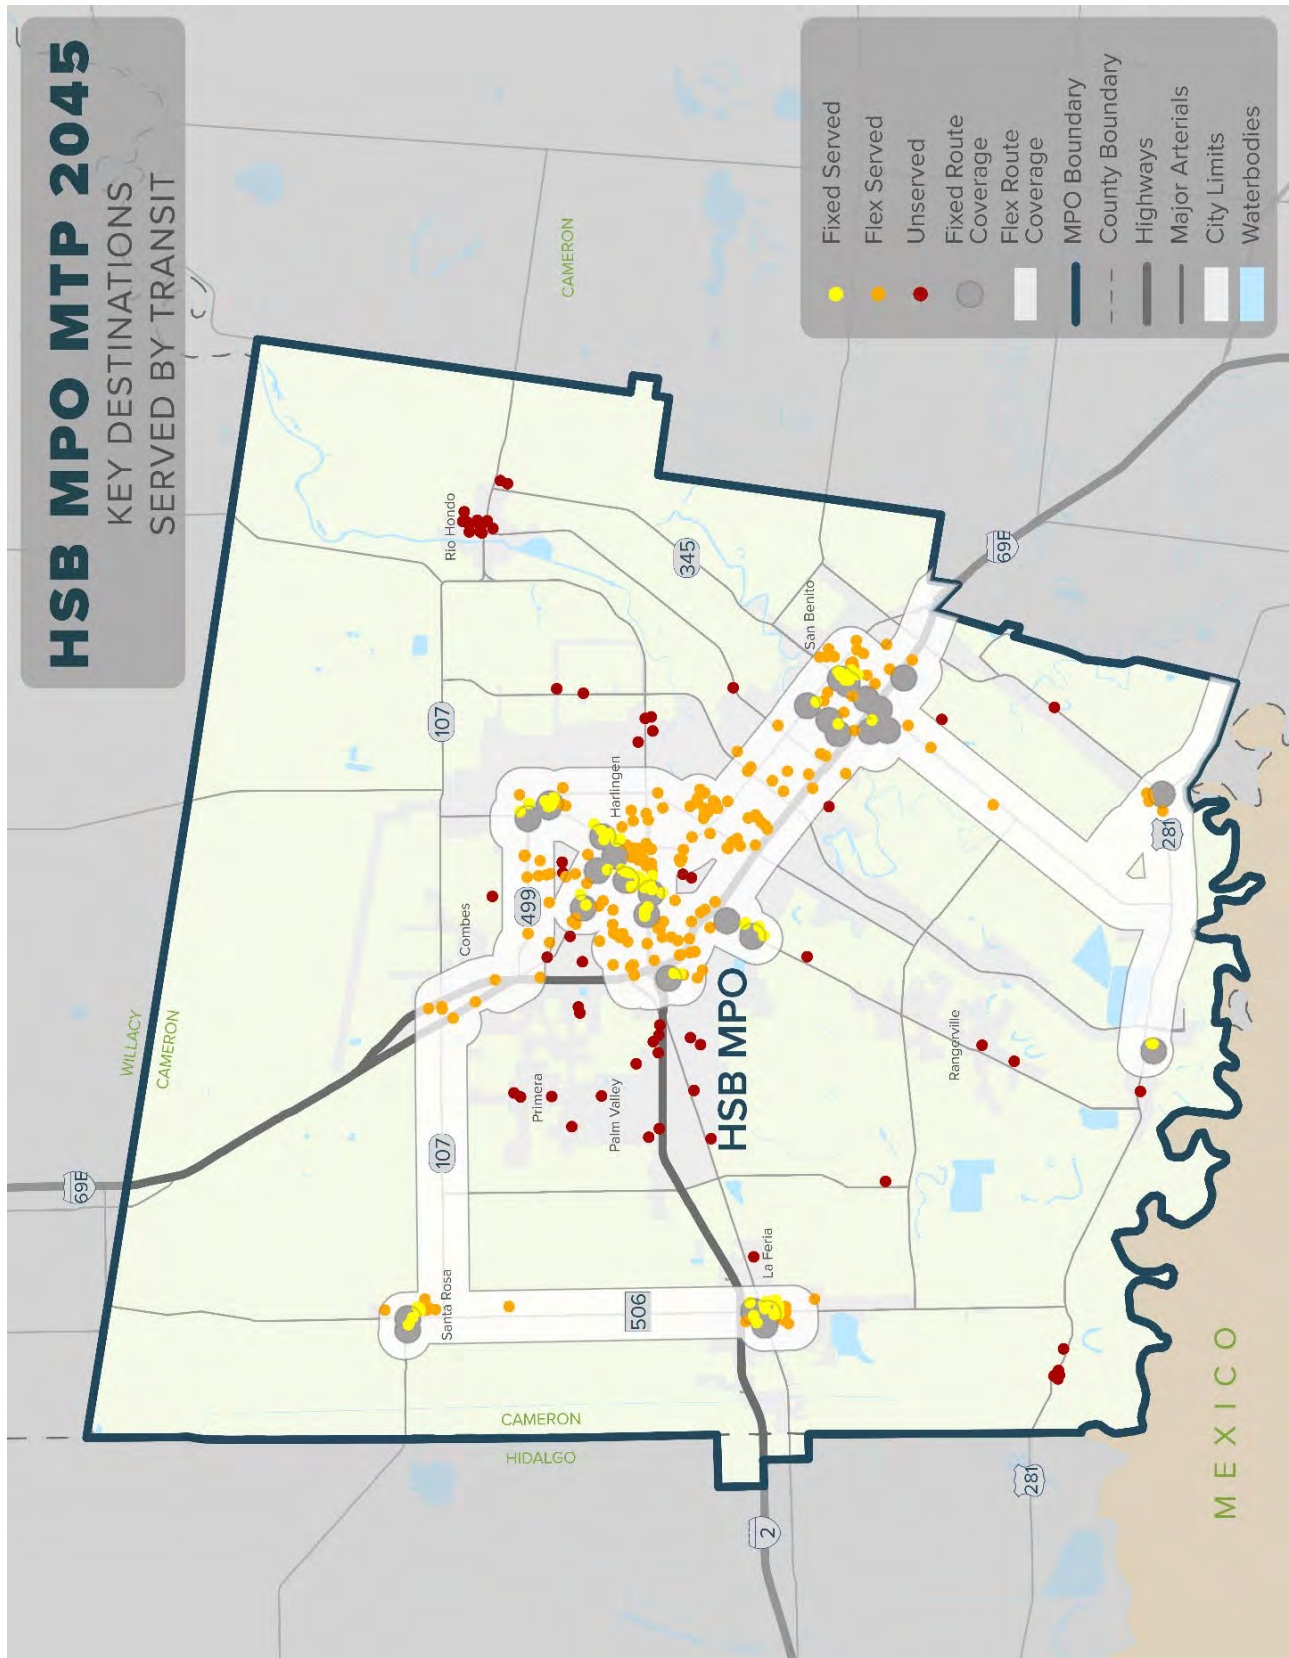 HSB MPO MTP 2045
KEY DESTINATIONS
SERVED BY TRANSIT
Fixed Served
Flex Served
Unserved
Fixed Route
Coverage
Flex Route
Coverage
MPO Boundary
County Boundary
Highways
Major Arterials
City Limits
Waterbodies
WILLACY
CAMERON
CAMERON
CAMERON
HIDALGO
69E
107
107
499
506
345
69E
281
281
2
Rio Hondo
San Benito
Harlingen
Combes
Primera
Palm Valley
Rangerville
Santa Rosa
La Feria
HSB MPO
MEXICO